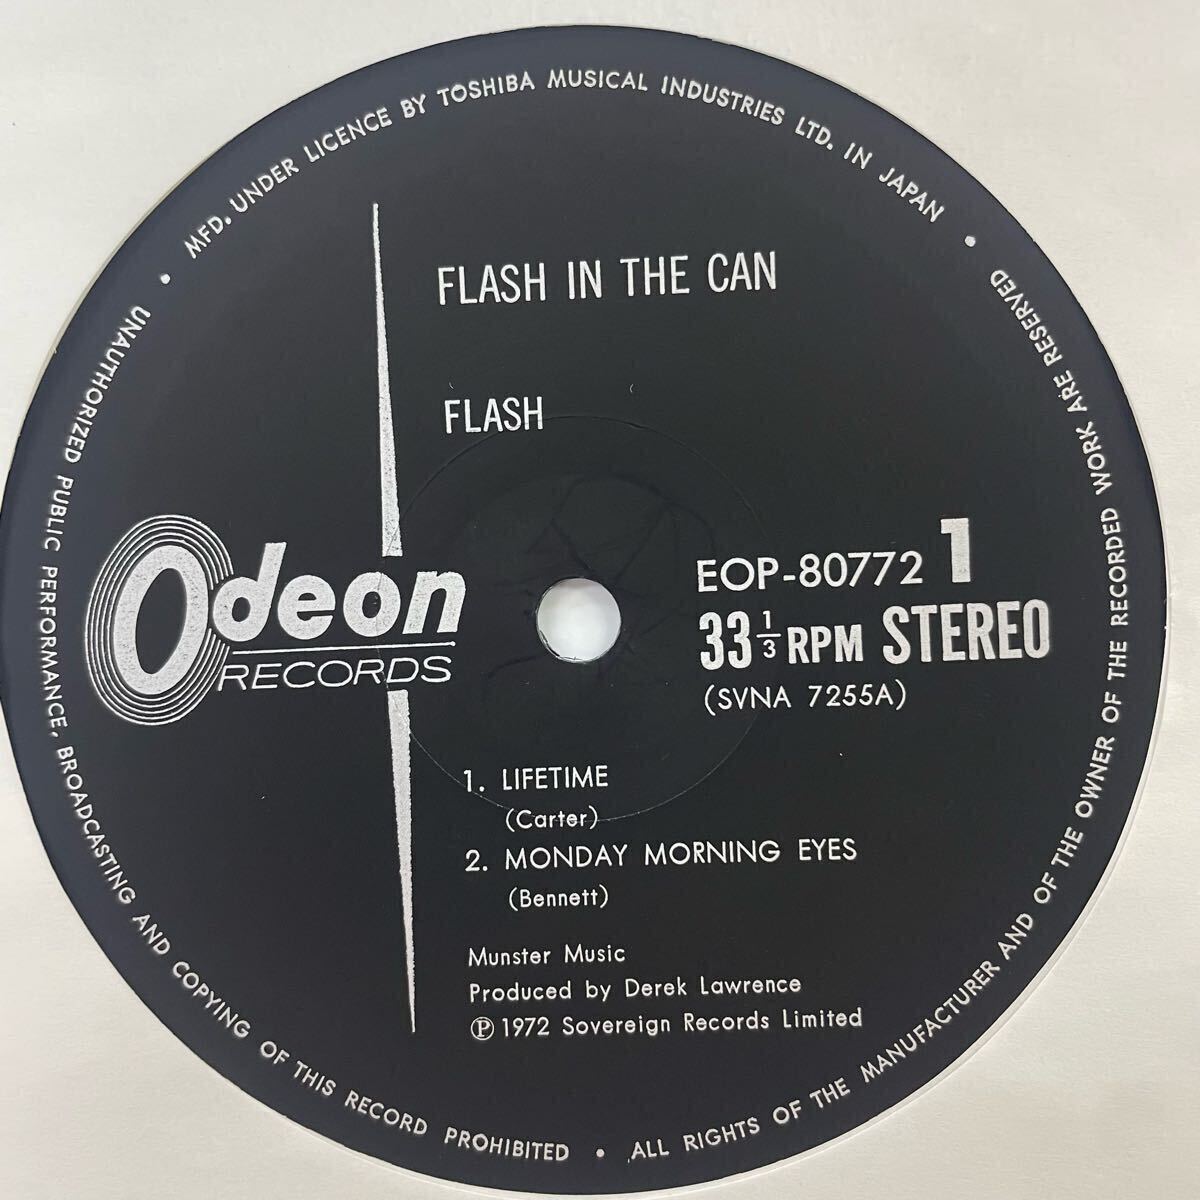 MFD. UNDER LICENCE BY TOSHIBA MUSICAL INDUSTRIES LTD. IN JAPAN
FLASH IN THE CAN
FLASH
Odeon
RECORDS
EOP-80772 1
33 1/3 RPM STEREO
(SVNA 7255A)
1. LIFETIME
(Carter)
2. MONDAY MORNING EYES
(Bennett)
Munster Music
Produced by Derek Lawrence
Ⓟ 1972 Sovereign Records Limited
• ALL RIGHTS OF THE MANUFACTURER AND OF THE OWNER OF THE RECORDED WORK ARE RESERVED •
UNAUTHORIZED PUBLIC PERFORMANCE, BROADCASTING AND COPYING OF THIS RECORD PROHIBITED •